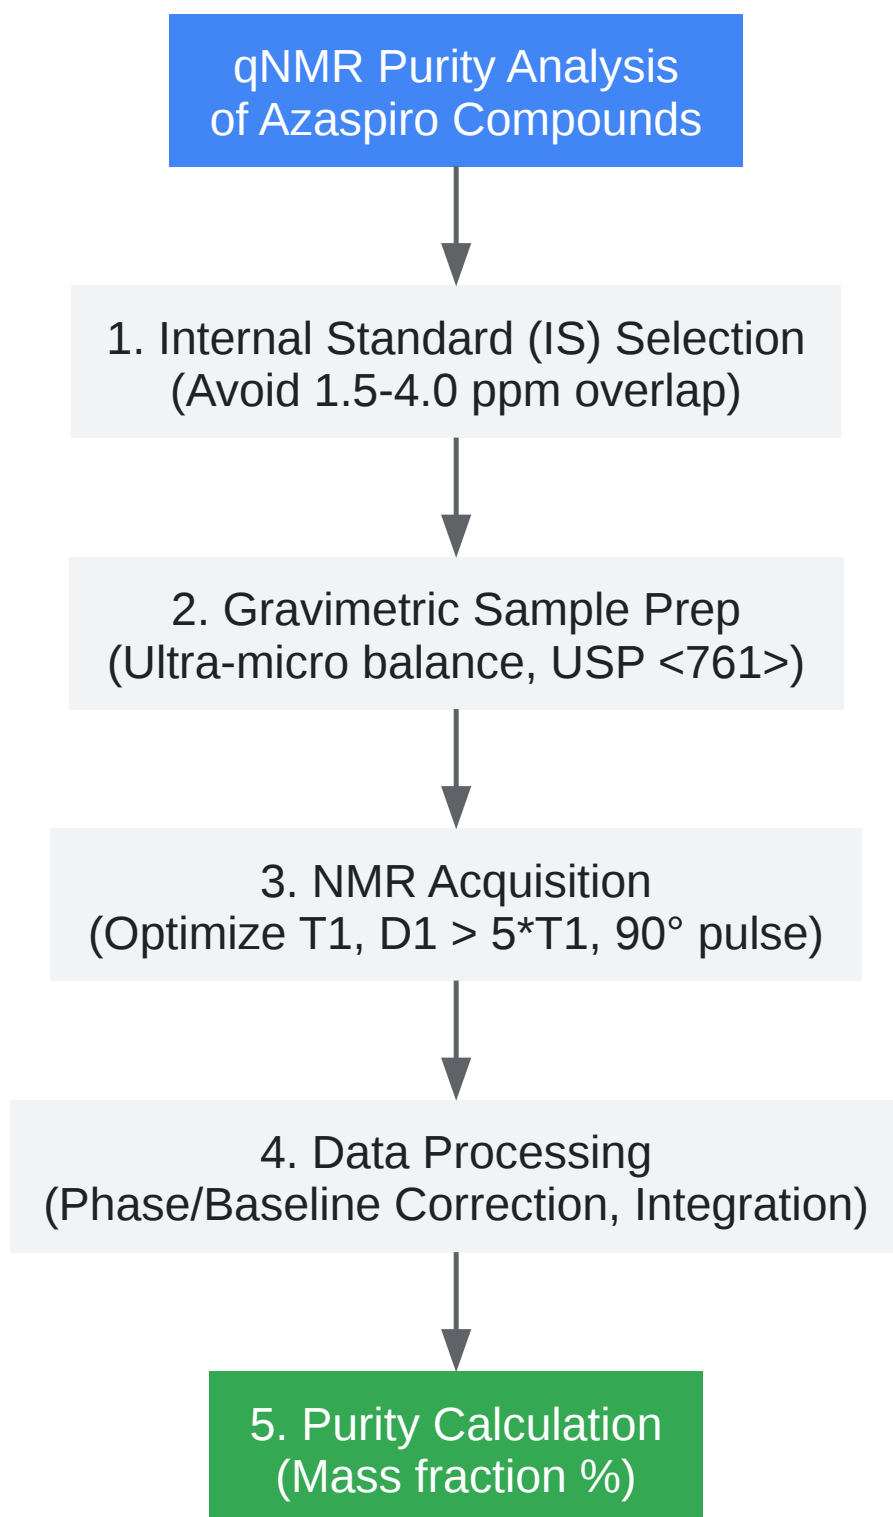 qNMR Purity Analysis
of Azaspiro Compounds
1. Internal Standard (IS) Selection
(Avoid 1.5-4.0 ppm overlap)
2. Gravimetric Sample Prep
(Ultra-micro balance, USP <761>)
3. NMR Acquisition
(Optimize T1, D1 > 5*T1, 90° pulse)
4. Data Processing
(Phase/Baseline Correction, Integration)
5. Purity Calculation
(Mass fraction %)